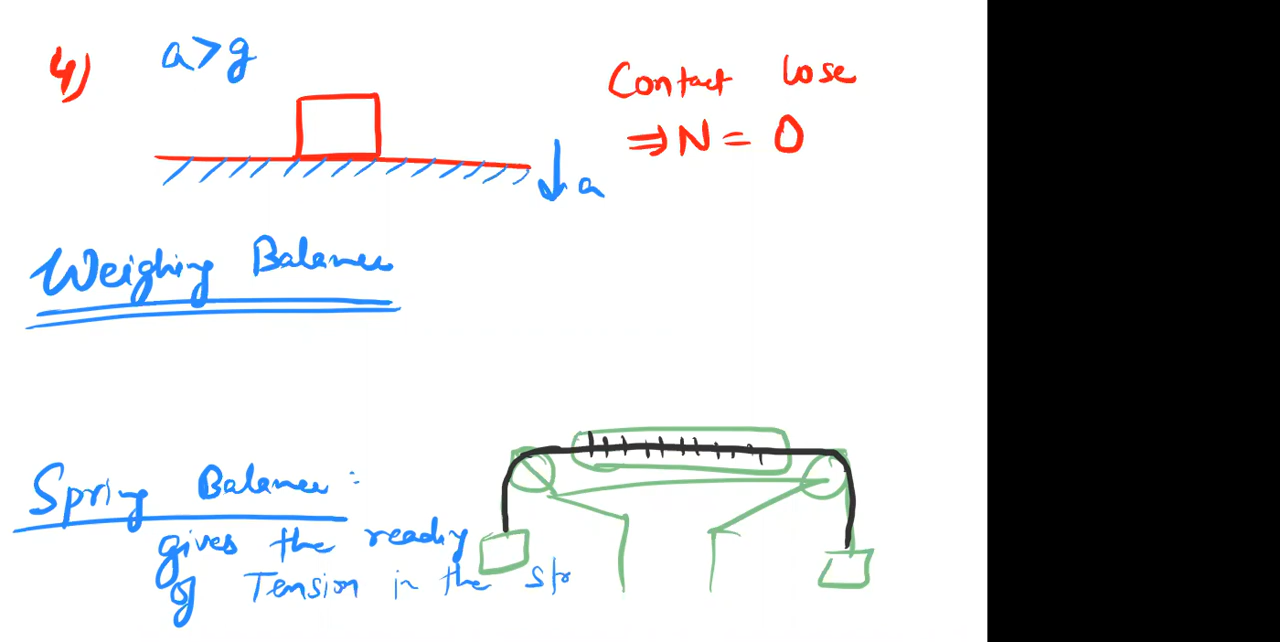 4) a>g
Contact lose
⇒ N = 0
a
Weighing Balance
Spring Balance:
gives the reading
of Tension in the str